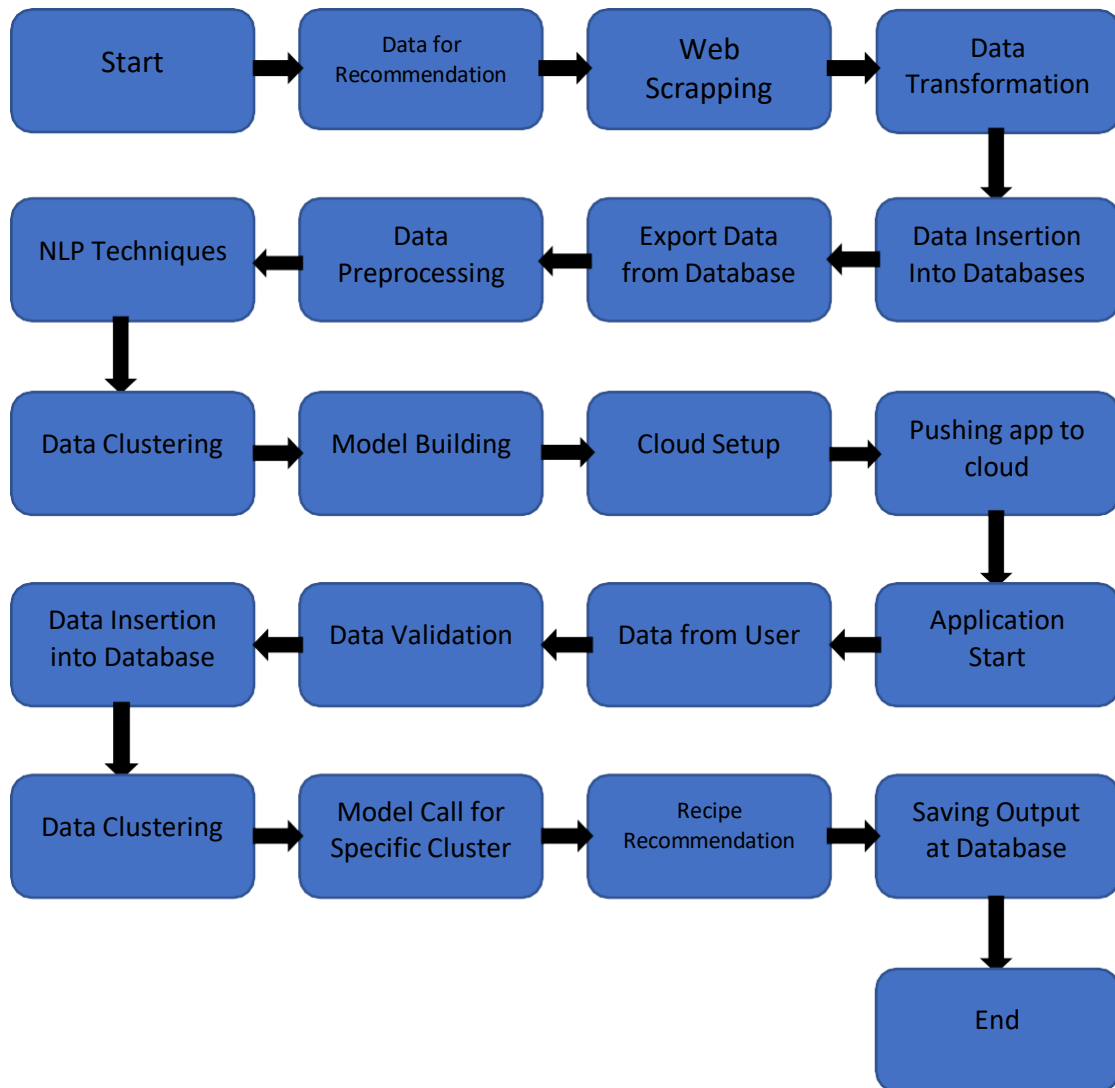 Start
Data for
Recommendation
Web
Scrapping
Data
Transformation
NLP Techniques
Data
Preprocessing
Export Data
from Database
Data Insertion
Into Databases
Data Clustering
Model Building
Cloud Setup
Pushing app to
cloud
Data Insertion
into Database
Data Validation
Data from User
Application
Start
Data Clustering
Model Call for
Specific Cluster
Recipe
Recommendation
Saving Output
at Database
End